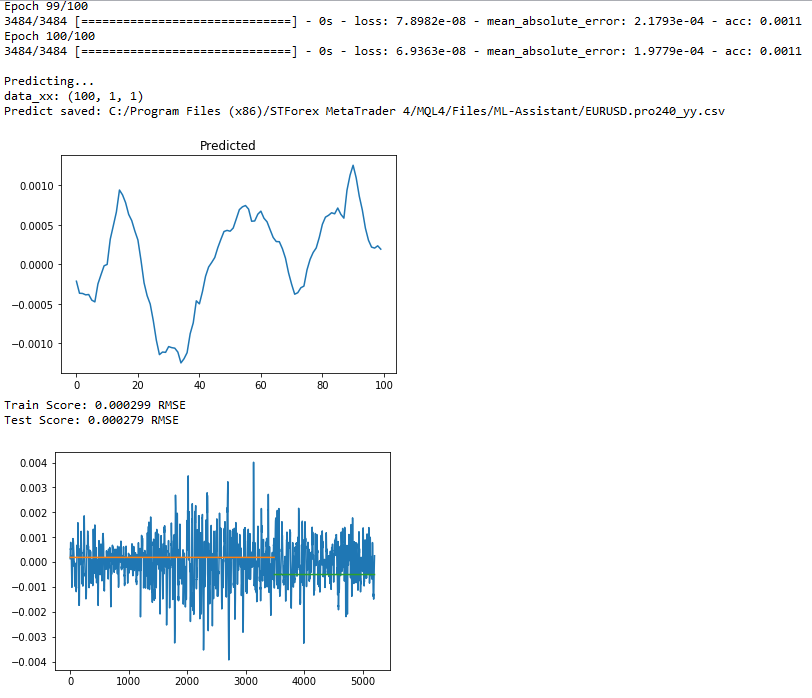 Epoch 99/100
3484/3484 [==============================] - 0s - loss: 7.8982e-08 - mean_absolute_error: 2.1793e-04 - acc: 0.0011
Epoch 100/100
3484/3484 [==============================] - 0s - loss: 6.9363e-08 - mean_absolute_error: 1.9779e-04 - acc: 0.0011
Predicting...
data_xx: (100, 1, 1)
Predict saved: C:/Program Files (x86)/STForex MetaTrader 4/MQL4/Files/ML-Assistant/EURUSD.pro240_yy.csv
Predicted
0.0010
0.0005
0.0000
−0.0005
−0.0010
0 20 40 60 80 100
Train Score: 0.000299 RMSE
Test Score: 0.000279 RMSE
0.004
0.003
0.002
0.001
0.000
−0.001
−0.002
−0.003
−0.004
0 1000 2000 3000 4000 5000